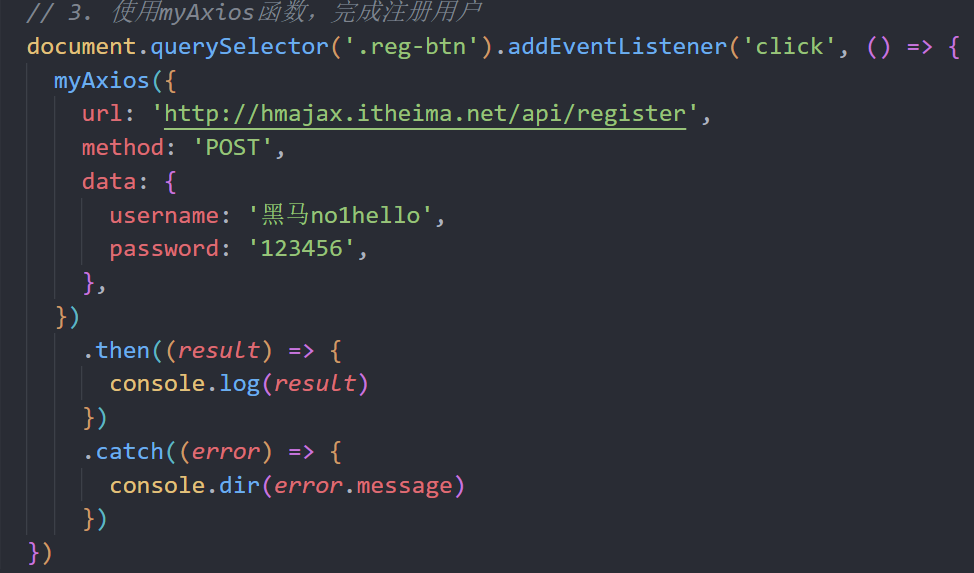 // 3. 使用myAxios函数，完成注册用户
document.querySelector('.reg-btn').addEventListener('click', () => {
  myAxios({
    url: 'http://hmajax.itheima.net/api/register',
    method: 'POST',
    data: {
      username: '黑马no1hello',
      password: '123456',
    },
  })
    .then((result) => {
      console.log(result)
    })
    .catch((error) => {
      console.dir(error.message)
    })
})